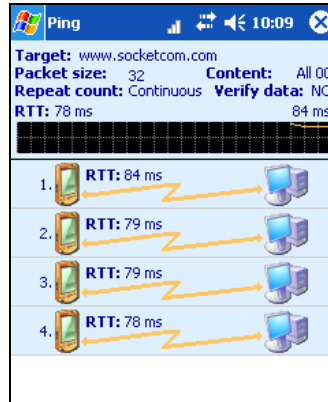 Ping 10:09
Target: www.socketcom.com
Packet size: 32 Content: All 00
Repeat count: Continuous Verify data: NO
RTT: 78 ms 84 ms
1. RTT: 84 ms
2. RTT: 79 ms
3. RTT: 79 ms
4. RTT: 78 ms